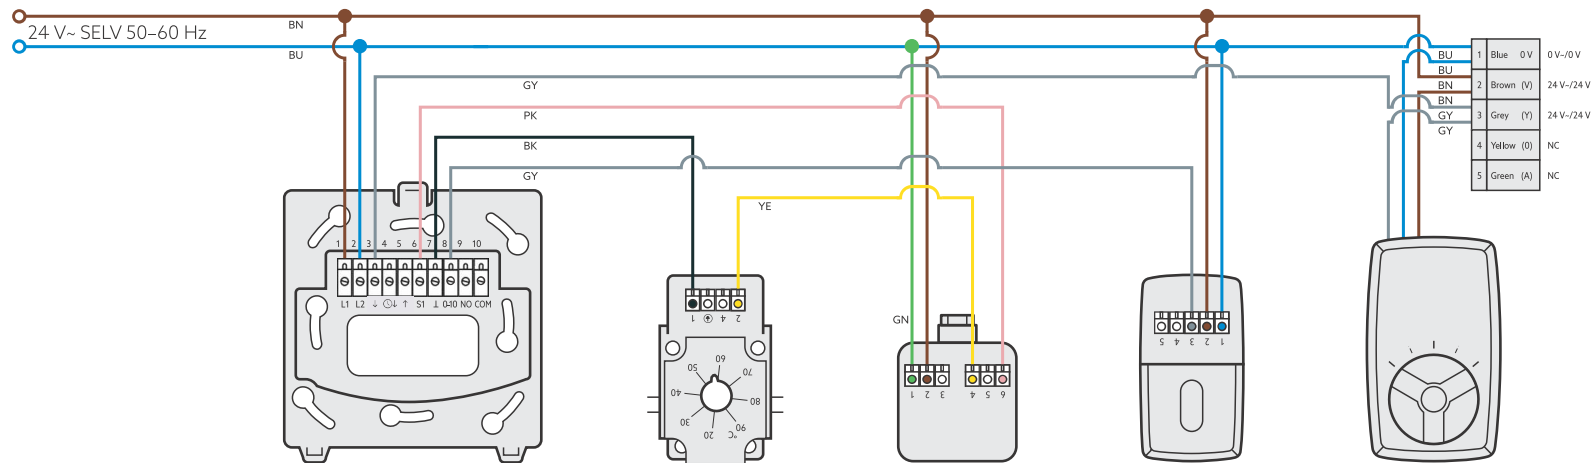 24 V~ SELV 50–60 Hz
BN
BU
GY
PK
BK
GY
YE
GN
BU
BU
BN
BN
GY
GY
1 Blue 0 V 0 V~/0 V
2 Brown (V) 24 V~/24 V
3 Grey (Y) 24 V~/24 V
4 Yellow (0) NC
5 Green (A) NC
1 2 3 4 5 6 7 8 9 10
L1 L2 ↓ ↓ ↑ S1 ⊥ 0-10 NO COM
1 4 2
20 30 40 50 60 70 80 90 °C
1 2 3 4 5 6
5 4 3 2 1